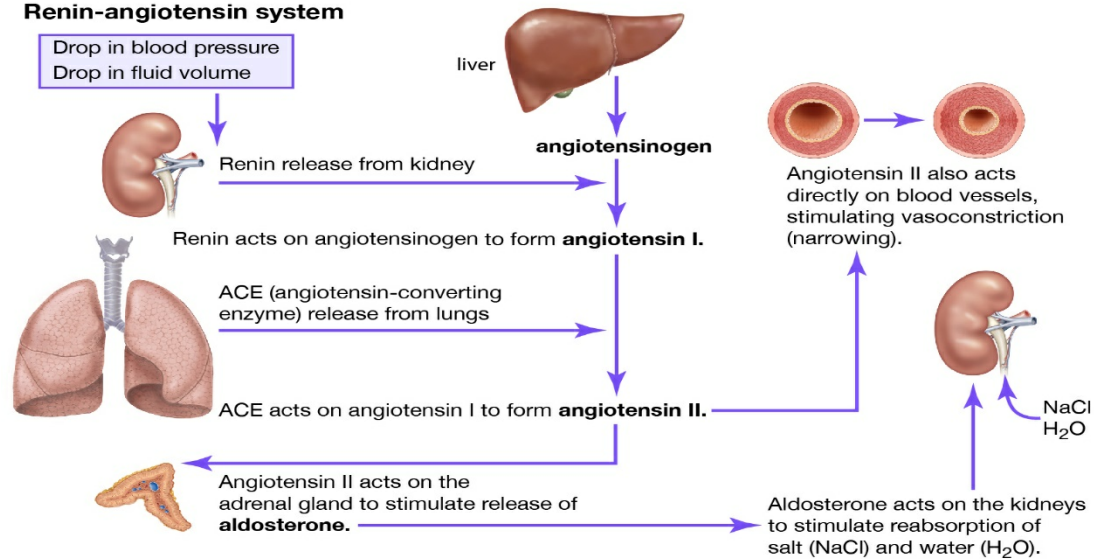 Renin-angiotensin system
Drop in blood pressure
Drop in fluid volume
liver
angiotensinogen
Renin release from kidney
Angiotensin II also acts
directly on blood vessels,
stimulating vasoconstriction
(narrowing).
Renin acts on angiotensinogen to form angiotensin I.
ACE (angiotensin-converting
enzyme) release from lungs
ACE acts on angiotensin I to form angiotensin II.
NaCl
H₂O
Angiotensin II acts on the
adrenal gland to stimulate release of
aldosterone.
Aldosterone acts on the kidneys
to stimulate reabsorption of
salt (NaCl) and water (H₂O).